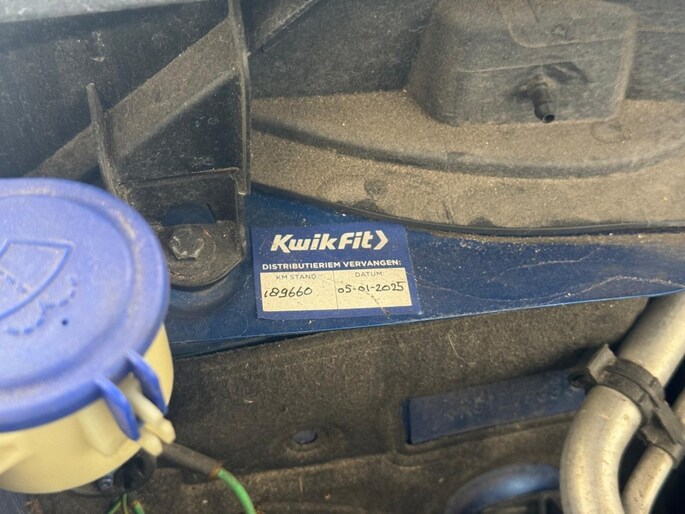 KwikFit
DISTRIBUTIERIEM VERVANGEN:
KM STAND DATUM
189660 05-01-2025